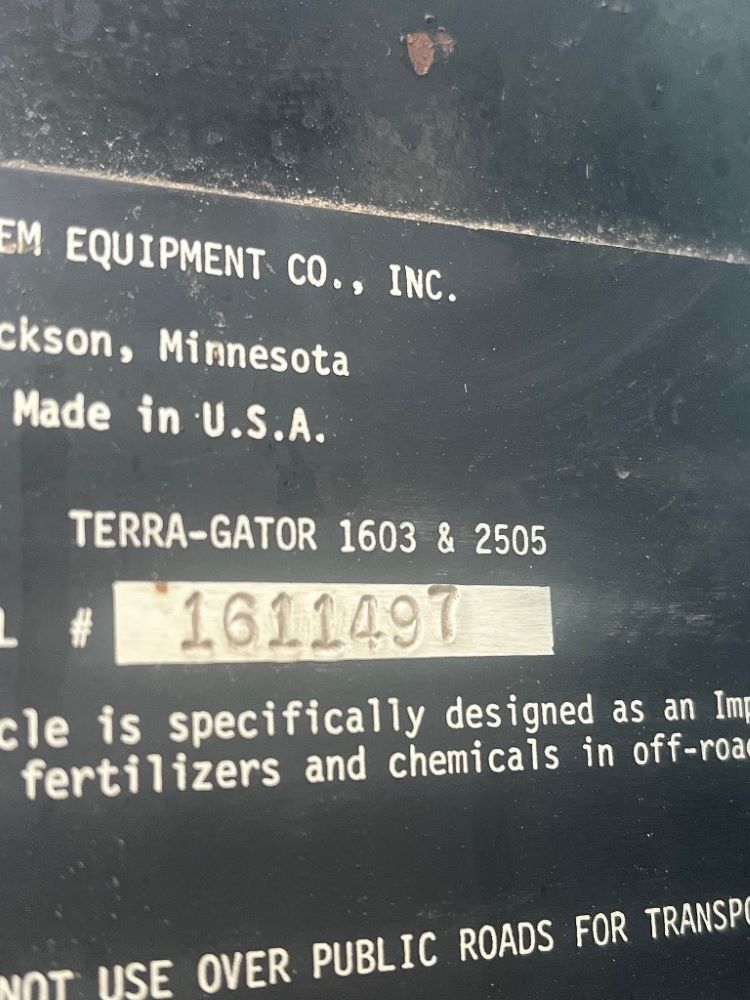 EM EQUIPMENT CO., INC.
ckson, Minnesota
Made in U.S.A.
TERRA-GATOR 1603 & 2505
L # 1611497
cle is specifically designed as an Imp
fertilizers and chemicals in off-roa
NOT USE OVER PUBLIC ROADS FOR TRANSPO